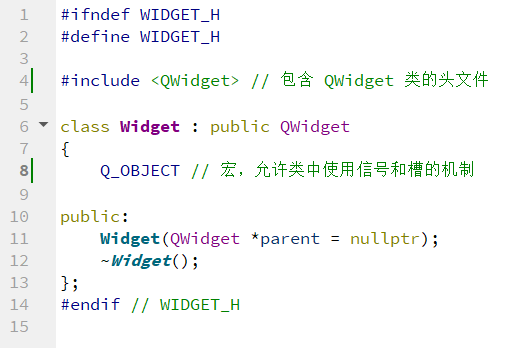 1 #ifndef WIDGET_H
2 #define WIDGET_H
3
4 #include <QWidget> // 包含 QWidget 类的头文件
5
6 class Widget : public QWidget
7 {
8     Q_OBJECT // 宏，允许类中使用信号和槽的机制
9
10 public:
11     Widget(QWidget *parent = nullptr);
12     ~Widget();
13 };
14 #endif // WIDGET_H
15